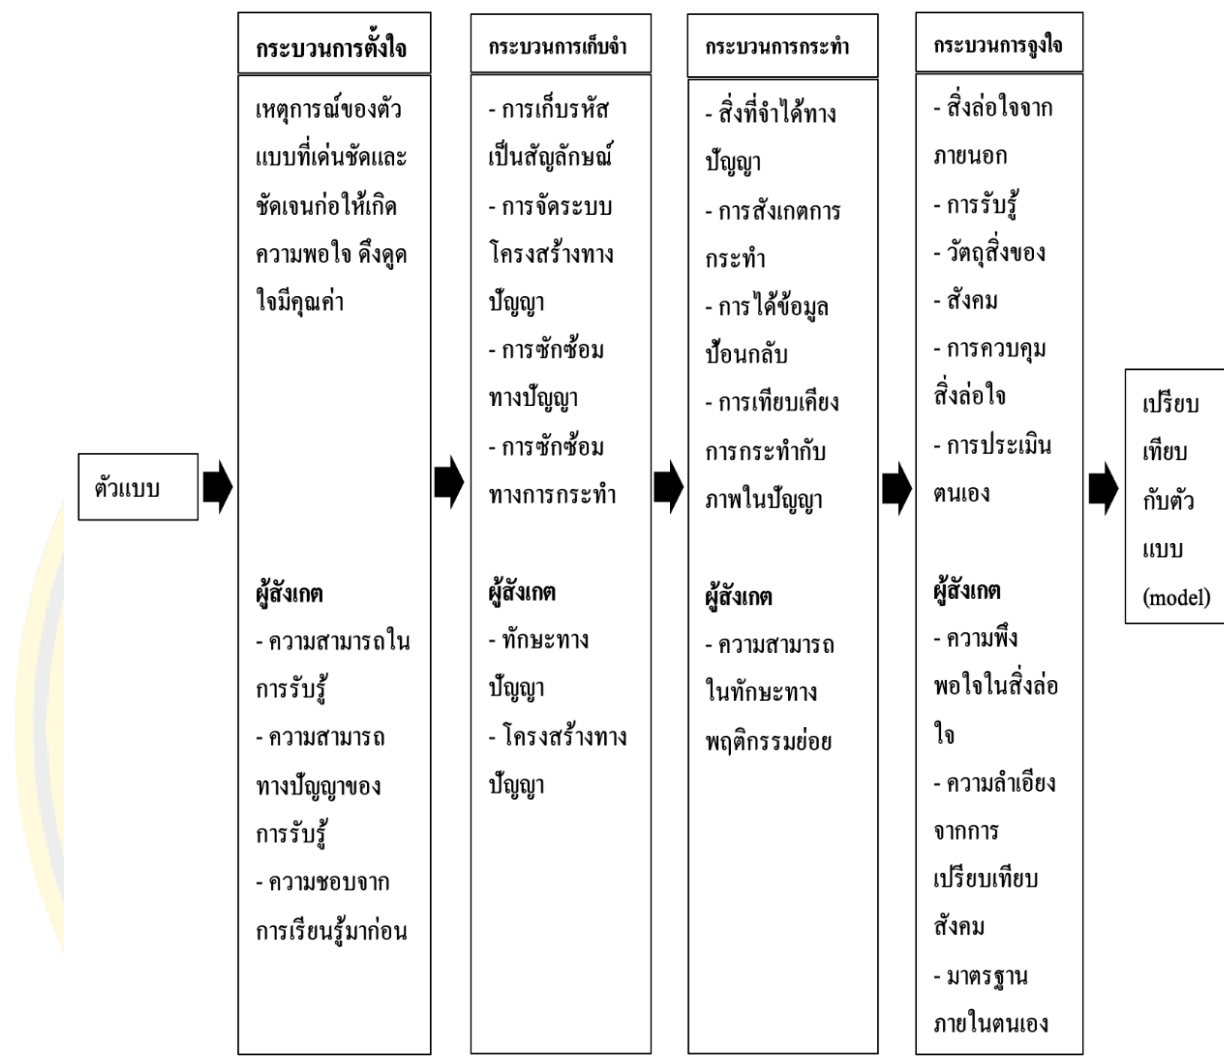 ตัวแบบ
กระบวนการตั้งใจ
เหตุการณ์ของตัว
แบบที่เด่นชัดและ
ชัดเจนก่อให้เกิด
ความพอใจ ดึงดูด
ใจมีคุณค่า
ผู้สังเกต
- ความสามารถใน
การรับรู้
- ความสามารถ
ทางปัญญาของ
การรับรู้
- ความชอบจาก
การเรียนรู้มาก่อน
กระบวนการเก็บจำ
- การเก็บรหัส
เป็นสัญลักษณ์
- การจัดระบบ
โครงสร้างทาง
ปัญญา
- การซักซ้อม
ทางปัญญา
- การซักซ้อม
ทางการกระทำ
ผู้สังเกต
- ทักษะทาง
ปัญญา
- โครงสร้างทาง
ปัญญา
กระบวนการกระทำ
- สิ่งที่จำได้ทาง
ปัญญา
- การสังเกตการ
กระทำ
- การได้ข้อมูล
ป้อนกลับ
- การเทียบเคียง
การกระทำกับ
ภาพในปัญญา
ผู้สังเกต
- ความสามารถ
ในทักษะทาง
พฤติกรรมย่อย
กระบวนการจูงใจ
- สิ่งล่อใจจาก
ภายนอก
- การรับรู้
- วัตถุสิ่งของ
- สังคม
- การควบคุม
สิ่งล่อใจ
- การประเมิน
ตนเอง
ผู้สังเกต
- ความพึง
พอใจในสิ่งล่อ
ใจ
- ความลำเอียง
จากการ
เปรียบเทียบ
สังคม
- มาตรฐาน
ภายในตนเอง
เปรียบ
เทียบ
กับตัว
แบบ
(model)